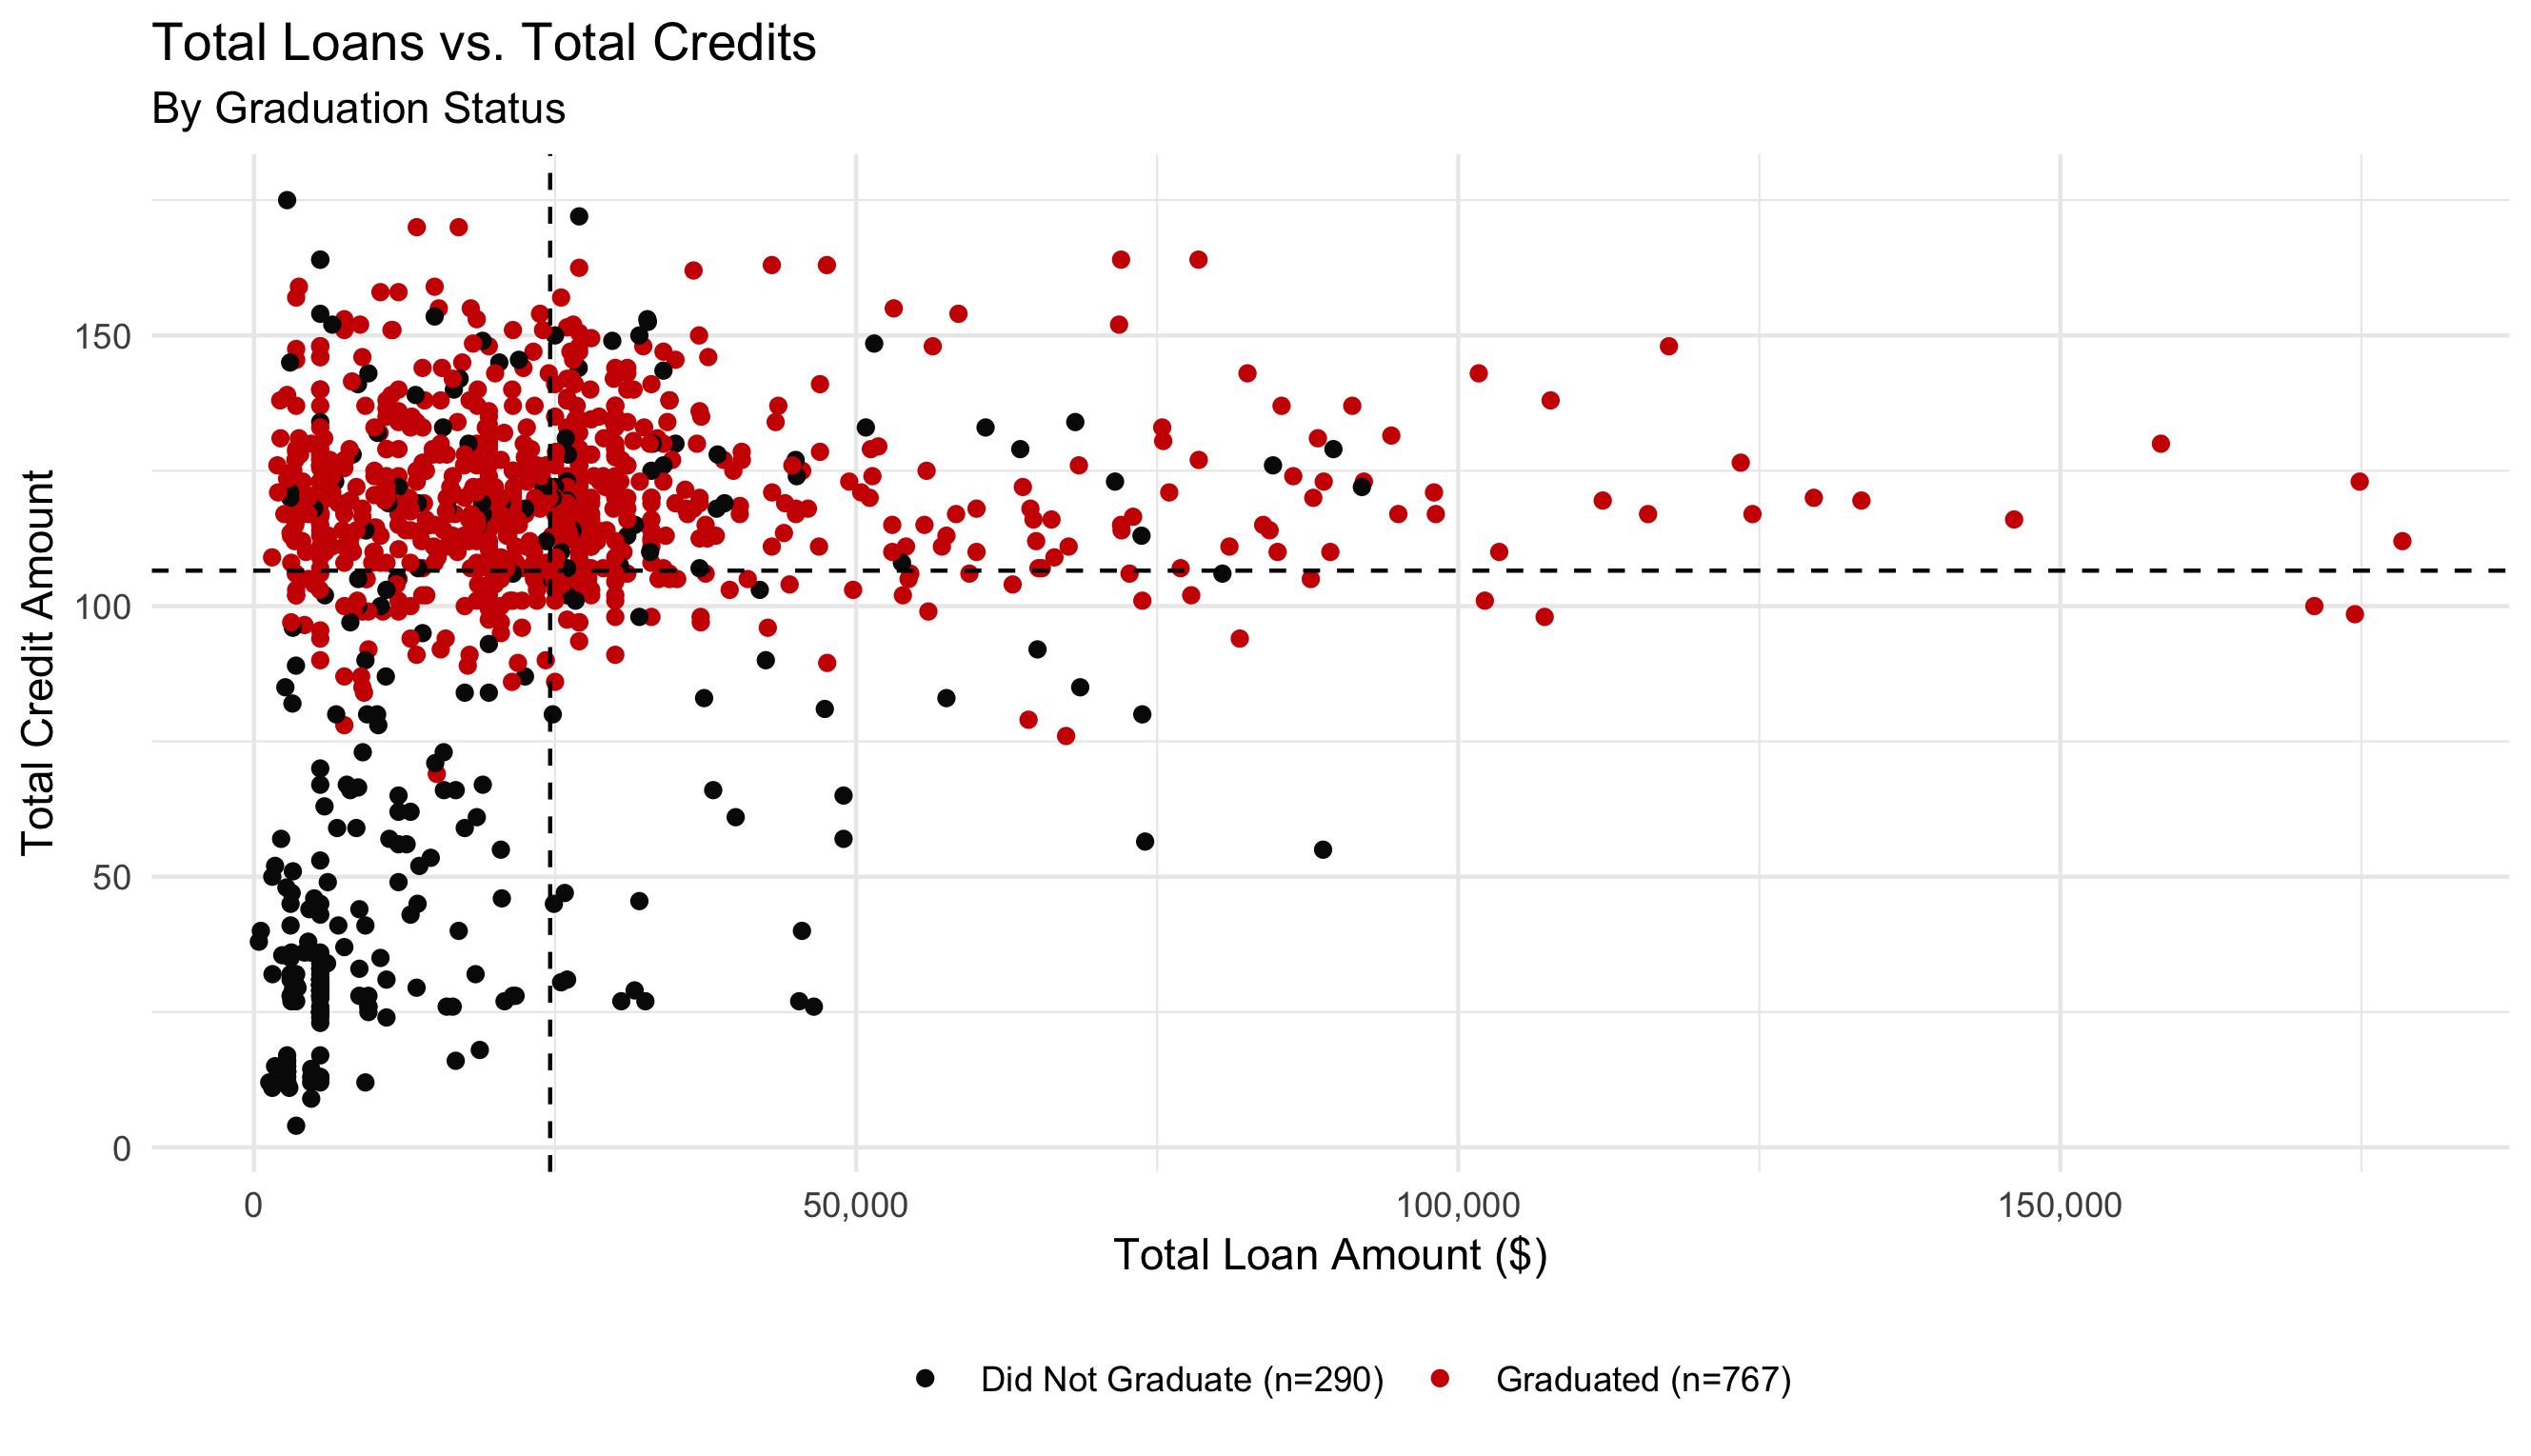 Total Loans vs. Total Credits
By Graduation Status
Total Credit Amount
150
100
50
0
0
50,000
100,000
150,000
Total Loan Amount ($)
Did Not Graduate (n=290)
Graduated (n=767)